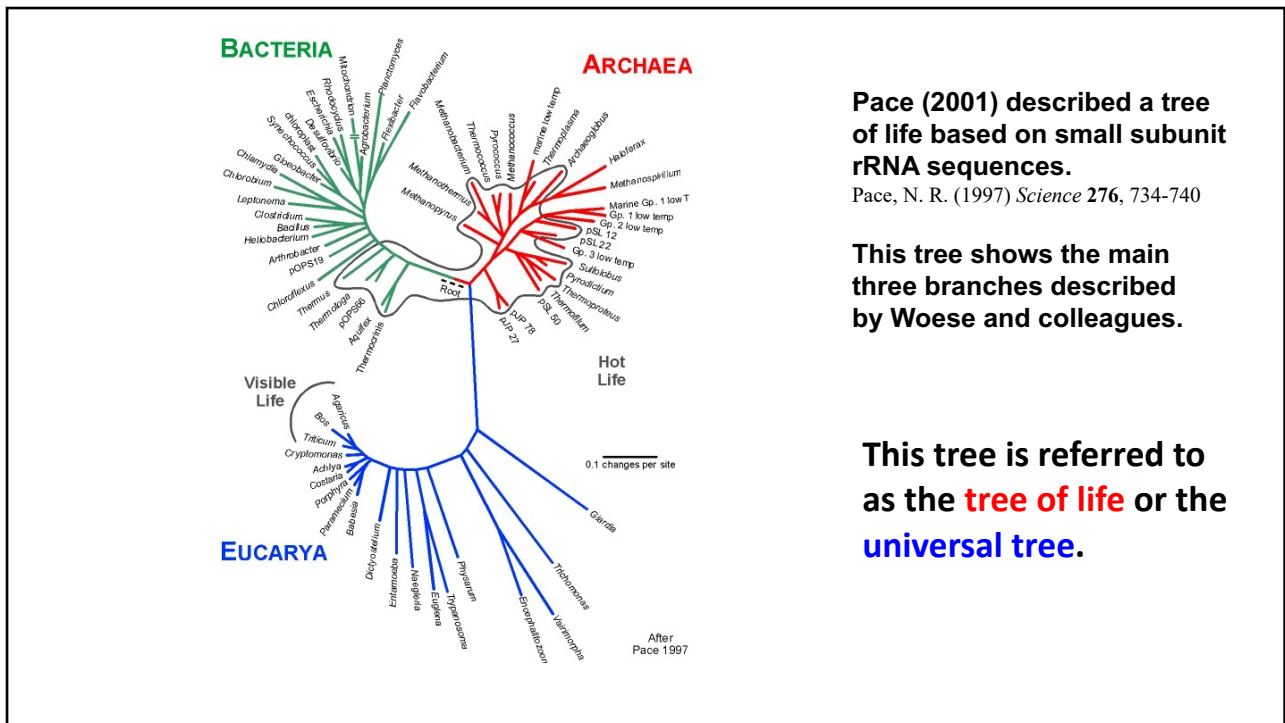 BACTERIA
ARCHAEA
Mitochondrion
Rhodocyclus
Escherichia
Desulfovibrio
chloroplast
Synechococcus
Gloeobacter
Chlamydia
Chlorobium
Leptonema
Clostridium
Bacillus
Heliobacterium
Arthrobacter
pOPS19
Chloroflexus
Thermus
Thermotoga
pOPS66
Aquifex
Thermocrinis
Agrobacterium
Planctomyces
Flexibacter
Flavobacterium
Methanobacterium
Methanothermus
Methanopyrus
Thermococcus
Pyrococcus
Methanococcus
marine low temp
Thermoplasma
Archaeoglobus
Haloferax
Methanospirilium
Marine Gp. 1 low T
Gp. 1 low temp
Gp. 2 low temp
pSL 12
pSL 22
Gp. 3 low temp
Sulfolobus
Pyrodictium
Thermoproteus
Thermofilum
pSL 50
pJP 78
pJP 27
Root
Hot
Life
Visible
Life
Agaricus
Bos
Triticum
Cryptomonas
Achlya
Costaria
Porphyra
Paramecium
Babesia
Dictyostelium
Entamoeba
Naegleria
Euglena
Trypanosoma
Physarum
Encephalitozoon
Vairimorpha
Trichomonas
Giardia
0.1 changes per site
EUCARYA
After
Pace 1997
Pace (2001) described a tree
of life based on small subunit
rRNA sequences.
Pace, N. R. (1997) Science 276, 734-740
This tree shows the main
three branches described
by Woese and colleagues.
This tree is referred to
as the tree of life or the
universal tree.